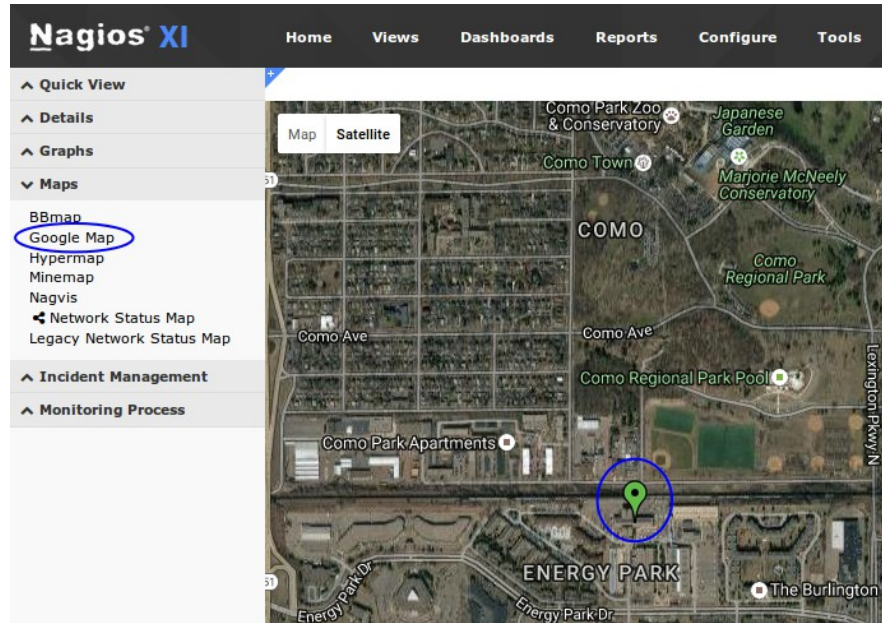 Nagios XI
Home Views Dashboards Reports Configure Tools
Quick View
Details
Graphs
Maps
BBmap
Google Map
Hypermap
Minemap
Nagvis
Network Status Map
Legacy Network Status Map
Incident Management
Monitoring Process
+
Map Satellite
Como Park Zoo
& Conservatory
Japanese
Garden
Como Town
Marjorie McNeely
Conservatory
51
COMO
Como
Regional Park
Como Ave
Como Ave
Lexington Pkwy N
Como Regional Park Pool
Como Park Apartments
ENERGY PARK
51
Energy Park Dr
Energy Park Dr
The Burlington